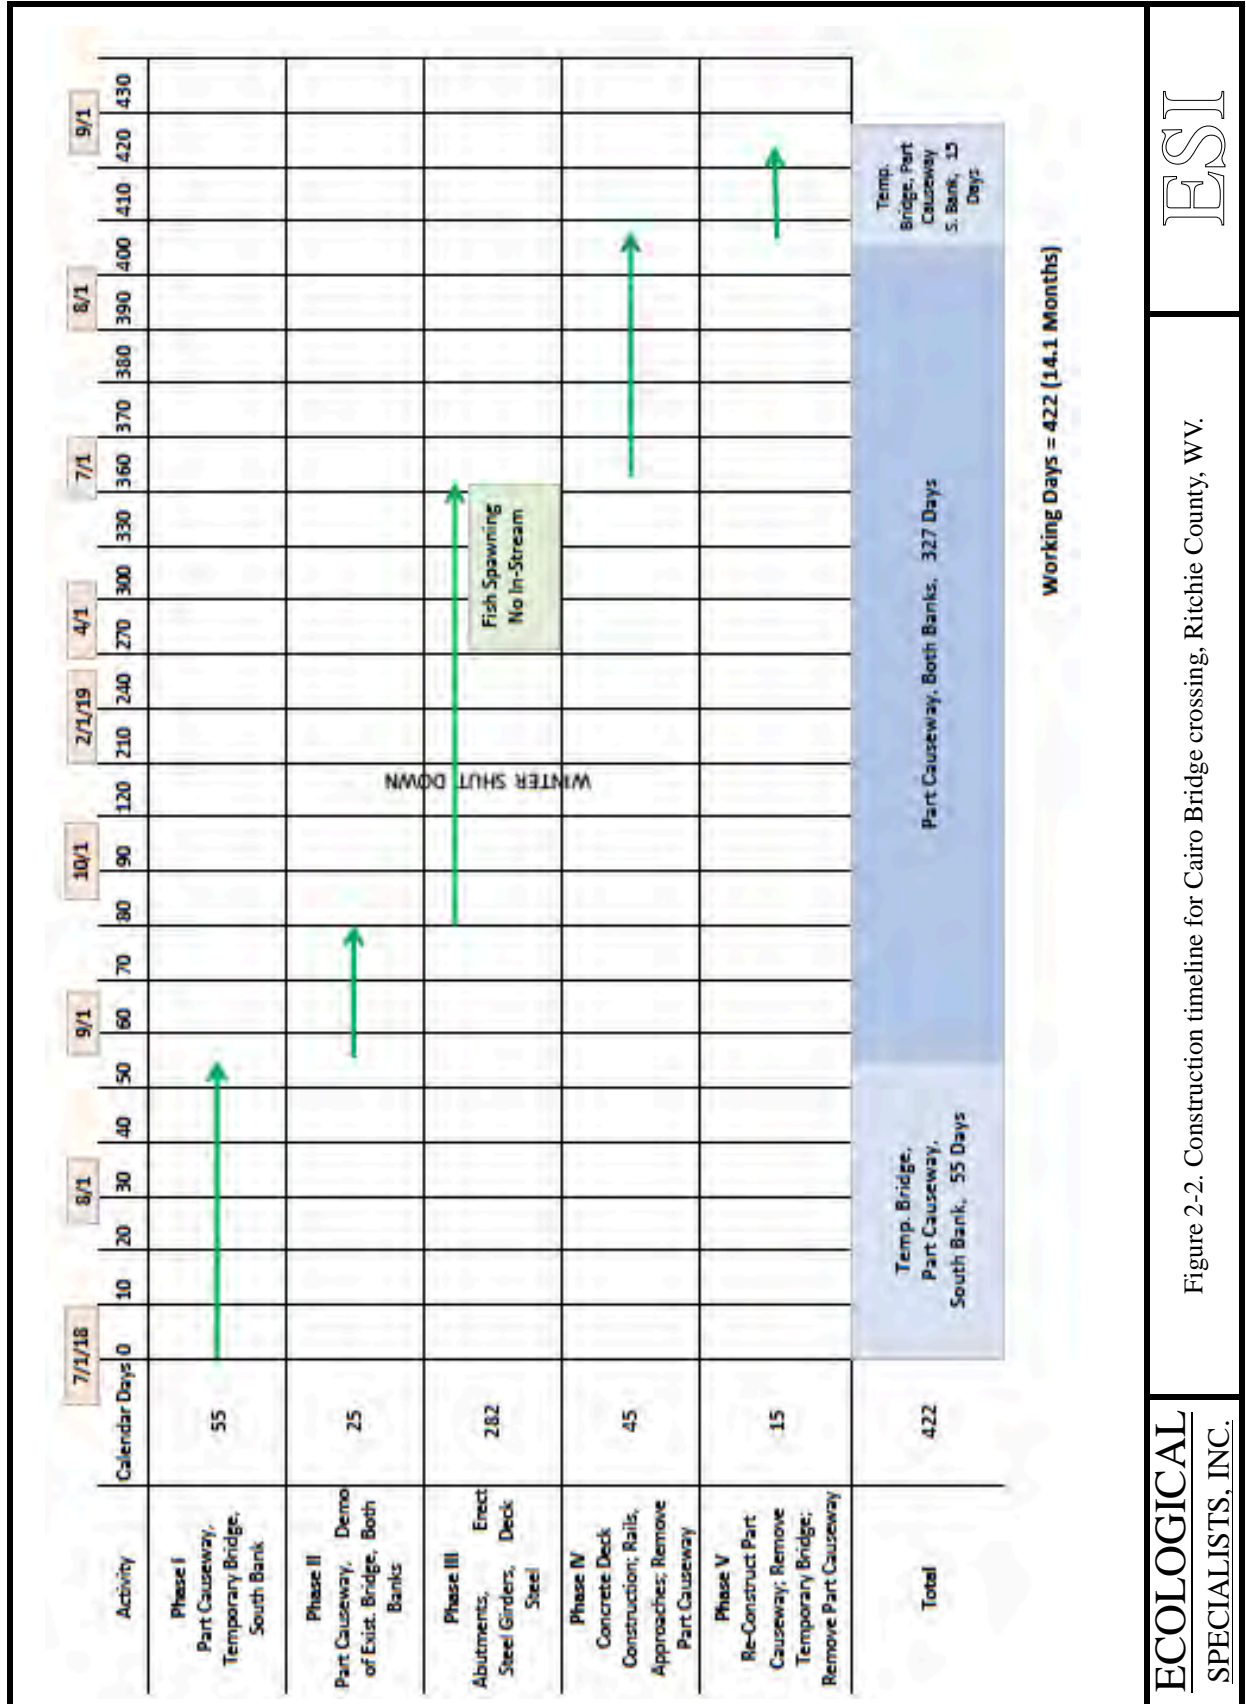 7/1/18
8/1
9/1
10/1
2/1/19
4/1
7/1
8/1
9/1
Activity
Calendar Days
0
10
20
30
40
50
60
70
80
90
120
210
240
270
300
330
360
370
380
390
400
410
420
430
Phase I
Part Causeway,
Temporary Bridge,
South Bank
55
Phase II
Part Causeway, Demo
of Exist. Bridge, Both
Banks
25
WINTER SHUT DOWN
Phase III
Abutments, Erect
Steel Girders, Deck
Steel
282
Fish Spawning
No In-Stream
Phase IV
Concrete Deck
Construction; Rails,
Approaches; Remove
Part Causeway
45
Phase V
Re-Construct Part
Causeway; Remove
Temporary Bridge;
Remove Part Causeway
15
Total
422
Temp. Bridge,
Part Causeway,
South Bank, 55 Days
Part Causeway, Both Banks, 327 Days
Temp.
Bridge, Part
Causeway
S. Bank, 15
Days
Working Days = 422 (14.1 Months)
ECOLOGICAL
SPECIALISTS, INC.
Figure 2-2. Construction timeline for Cairo Bridge crossing, Ritchie County, WV.
ESI